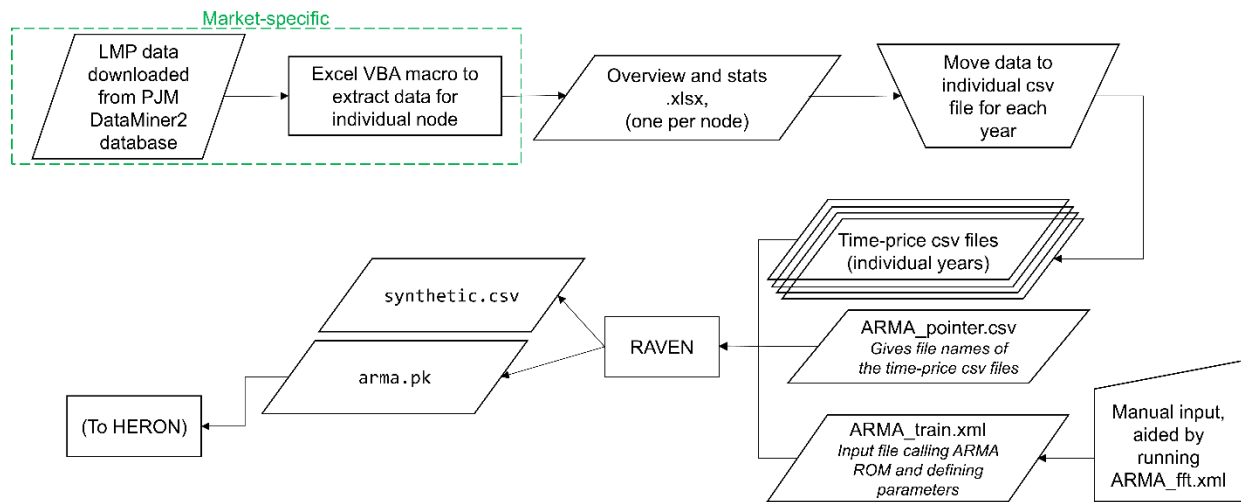 Market-specific
LMP data
downloaded
from PJM
DataMiner2
database
Excel VBA macro to
extract data for
individual node
Overview and stats
.xlsx,
(one per node)
Move data to
individual csv
file for each
year
Time-price csv files
(individual years)
synthetic.csv
ARMA_pointer.csv
Gives file names of
the time-price csv files
RAVEN
arma.pk
(To HERON)
ARMA_train.xml
Input file calling ARMA
ROM and defining
parameters
Manual input,
aided by
running
ARMA_fft.xml